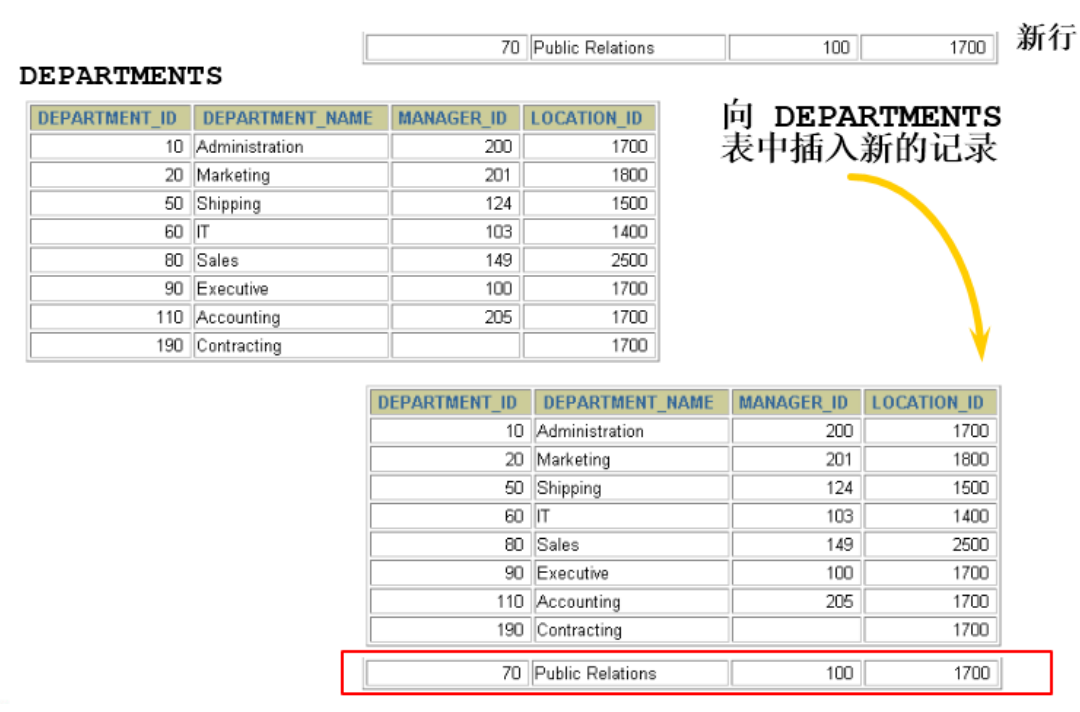 70 Public Relations 100 1700 新行
DEPARTMENTS
DEPARTMENT_ID DEPARTMENT_NAME MANAGER_ID LOCATION_ID
10 Administration 200 1700
20 Marketing 201 1800
50 Shipping 124 1500
60 IT 103 1400
80 Sales 149 2500
90 Executive 100 1700
110 Accounting 205 1700
190 Contracting 1700
向 DEPARTMENTS
表中插入新的记录
DEPARTMENT_ID DEPARTMENT_NAME MANAGER_ID LOCATION_ID
10 Administration 200 1700
20 Marketing 201 1800
50 Shipping 124 1500
60 IT 103 1400
80 Sales 149 2500
90 Executive 100 1700
110 Accounting 205 1700
190 Contracting 1700
70 Public Relations 100 1700